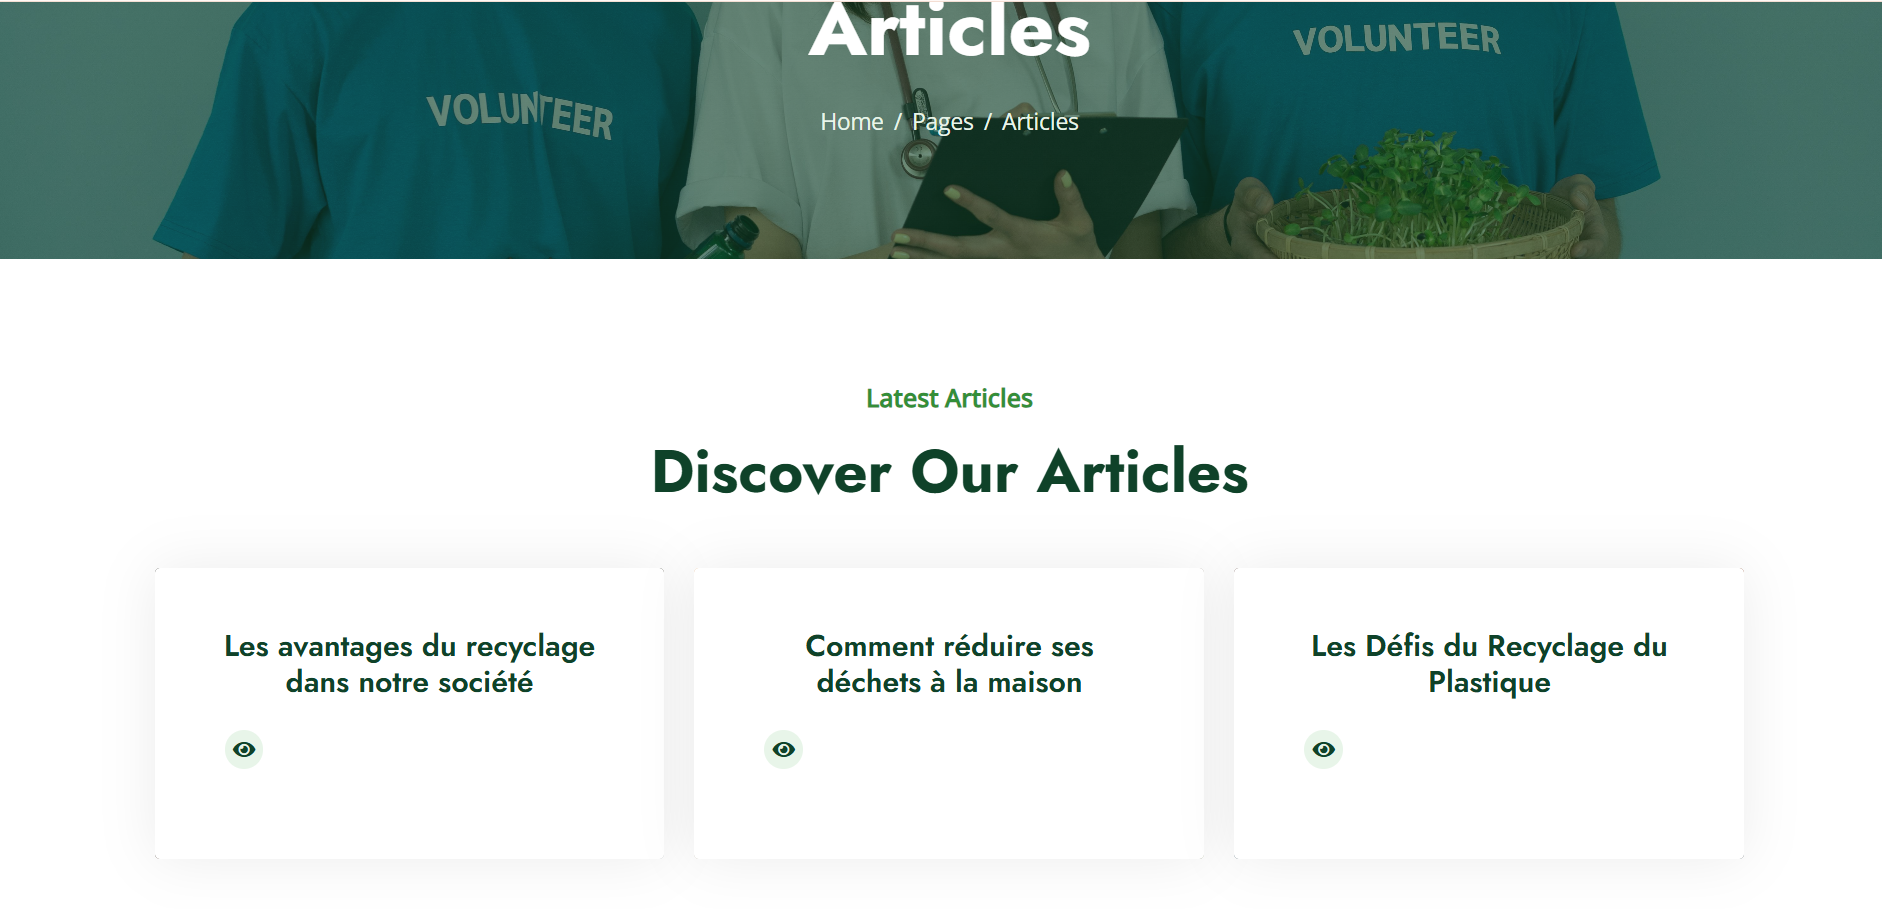 Articles
VOLUNTEER
VOLUNTEER
Home / Pages / Articles
Latest Articles
Discover Our Articles
Les avantages du recyclage
dans notre société
Comment réduire ses
déchets à la maison
Les Défis du Recyclage du
Plastique